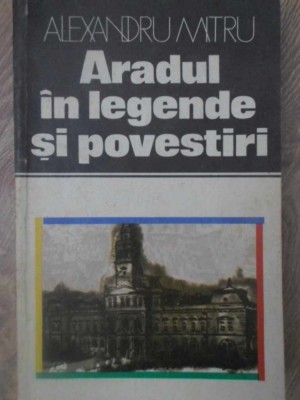 ALEXANDRU MITRU
Aradul
în legende
și povestiri